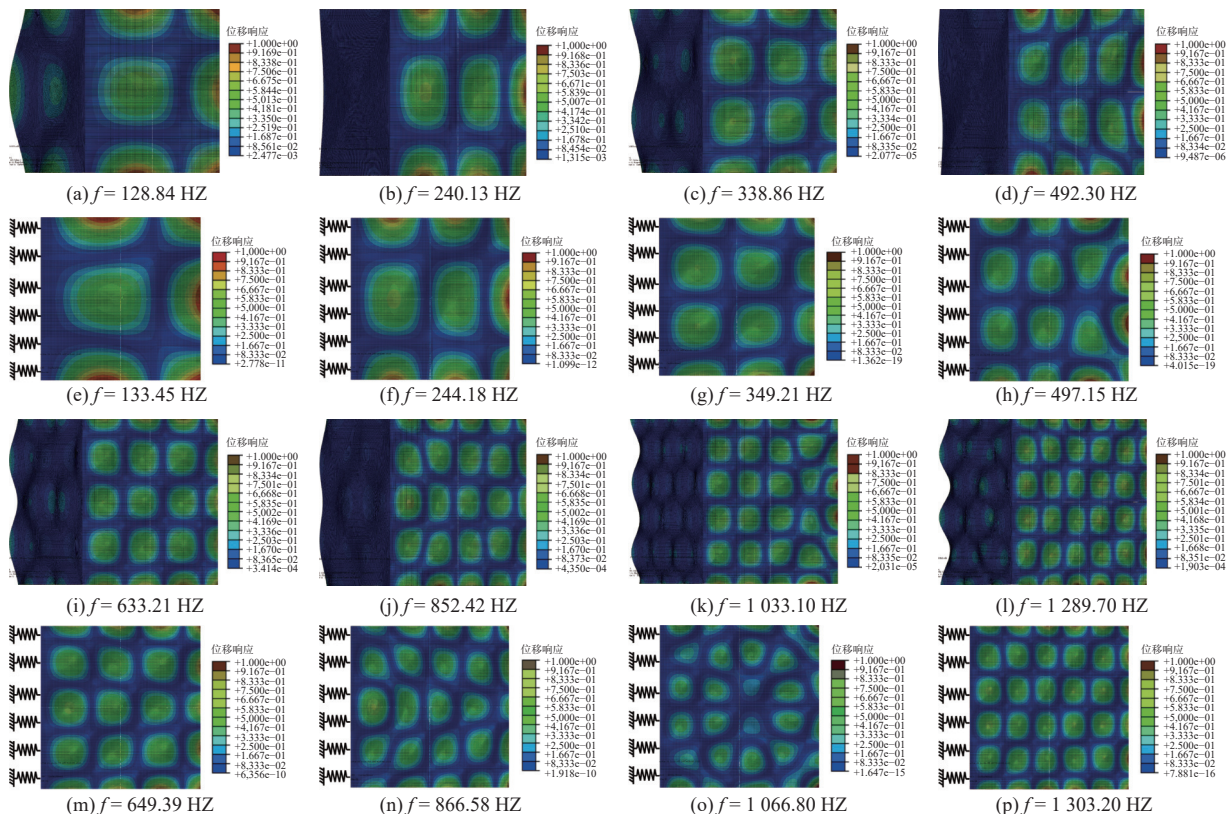 位移响应
+1.000e+00
+9.169e−01
+8.338e−01
+7.506e−01
+6.675e−01
+5.844e−01
+5.013e−01
+4.181e−01
+3.350e−01
+2.519e−01
+1.687e−01
+8.561e−02
+2.477e−03
(a) f = 128.84 HZ
位移响应
+1.000e+00
+9.168e−01
+8.336e−01
+7.503e−01
+6.671e−01
+5.839e−01
+5.007e−01
+4.174e−01
+3.342e−01
+2.510e−01
+1.678e−01
+8.454e−02
+1.315e−03
(b) f = 240.13 HZ
位移响应
+1.000e+00
+9.167e−01
+8.334e−01
+7.500e−01
+6.667e−01
+5.834e−01
+5.000e−01
+4.167e−01
+3.334e−01
+2.500e−01
+1.667e−01
+8.335e−02
+2.077e−05
(c) f = 338.86 HZ
位移响应
+1.000e+00
+9.167e−01
+8.333e−01
+7.500e−01
+6.667e−01
+5.833e−01
+5.000e−01
+4.167e−01
+3.333e−01
+2.500e−01
+1.667e−01
+8.334e−02
+9.487e−06
(d) f = 492.30 HZ
位移响应
+1.000e+00
+9.167e−01
+8.333e−01
+7.500e−01
+6.667e−01
+5.833e−01
+5.000e−01
+4.167e−01
+3.333e−01
+2.500e−01
+1.667e−01
+8.333e−02
+2.778e−11
(e) f = 133.45 HZ
位移响应
+1.000e+00
+9.167e−01
+8.333e−01
+7.500e−01
+6.667e−01
+5.833e−01
+5.000e−01
+4.167e−01
+3.333e−01
+2.500e−01
+1.667e−01
+8.333e−02
+1.099e−12
(f) f = 244.18 HZ
位移响应
+1.000e+00
+9.167e−01
+8.333e−01
+7.500e−01
+6.667e−01
+5.833e−01
+5.000e−01
+4.167e−01
+3.333e−01
+2.500e−01
+1.667e−01
+8.333e−02
+1.362e−19
(g) f = 349.21 HZ
位移响应
+1.000e+00
+9.167e−01
+8.333e−01
+7.500e−01
+6.667e−01
+5.833e−01
+5.000e−01
+4.167e−01
+3.333e−01
+2.500e−01
+1.667e−01
+8.333e−02
+4.015e−19
(h) f = 497.15 HZ
位移响应
+1.000e+00
+9.167e−01
+8.334e−01
+7.501e−01
+6.668e−01
+5.835e−01
+5.002e−01
+4.169e−01
+3.336e−01
+2.503e−01
+1.670e−01
+8.365e−02
+3.414e−04
(i) f = 633.21 HZ
位移响应
+1.000e+00
+9.167e−01
+8.334e−01
+7.501e−01
+6.668e−01
+5.835e−01
+5.002e−01
+4.169e−01
+3.336e−01
+2.503e−01
+1.670e−01
+8.373e−02
+4.350e−04
(j) f = 852.42 HZ
位移响应
+1.000e+00
+9.167e−01
+8.333e−01
+7.500e−01
+6.667e−01
+5.833e−01
+5.001e−01
+4.167e−01
+3.335e−01
+2.501e−01
+1.667e−01
+8.335e−02
+2.031e−05
(k) f = 1 033.10 HZ
位移响应
+1.000e+00
+9.167e−01
+8.334e−01
+7.500e−01
+6.667e−01
+5.834e−01
+5.001e−01
+4.168e−01
+3.335e−01
+2.501e−01
+1.668e−01
+8.351e−02
+1.903e−04
(l) f = 1 289.70 HZ
位移响应
+1.000e+00
+9.167e−01
+8.333e−01
+7.500e−01
+6.667e−01
+5.833e−01
+5.000e−01
+4.167e−01
+3.333e−01
+2.500e−01
+1.667e−01
+8.333e−02
+6.356e−10
(m) f = 649.39 HZ
位移响应
+1.000e+00
+9.167e−01
+8.333e−01
+7.500e−01
+6.667e−01
+5.833e−01
+5.000e−01
+4.167e−01
+3.333e−01
+2.500e−01
+1.667e−01
+8.333e−02
+1.918e−10
(n) f = 866.58 HZ
位移响应
+1.000e+00
+9.167e−01
+8.333e−01
+7.500e−01
+6.667e−01
+5.833e−01
+5.000e−01
+4.167e−01
+3.333e−01
+2.500e−01
+1.667e−01
+8.333e−02
+1.647e−15
(o) f = 1 066.80 HZ
位移响应
+1.000e+00
+9.167e−01
+8.333e−01
+7.500e−01
+6.667e−01
+5.833e−01
+5.000e−01
+4.167e−01
+3.333e−01
+2.500e−01
+1.667e−01
+8.333e−02
+7.881e−16
(p) f = 1 303.20 HZ